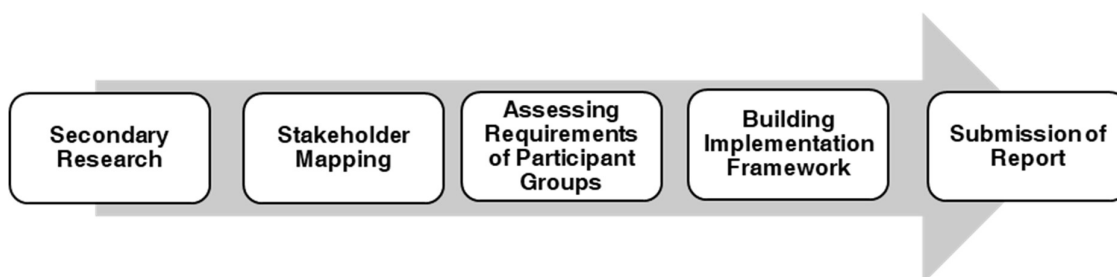 Secondary
Research
Stakeholder
Mapping
Assessing
Requirements
of Participant
Groups
Building
Implementation
Framework
Submission of
Report